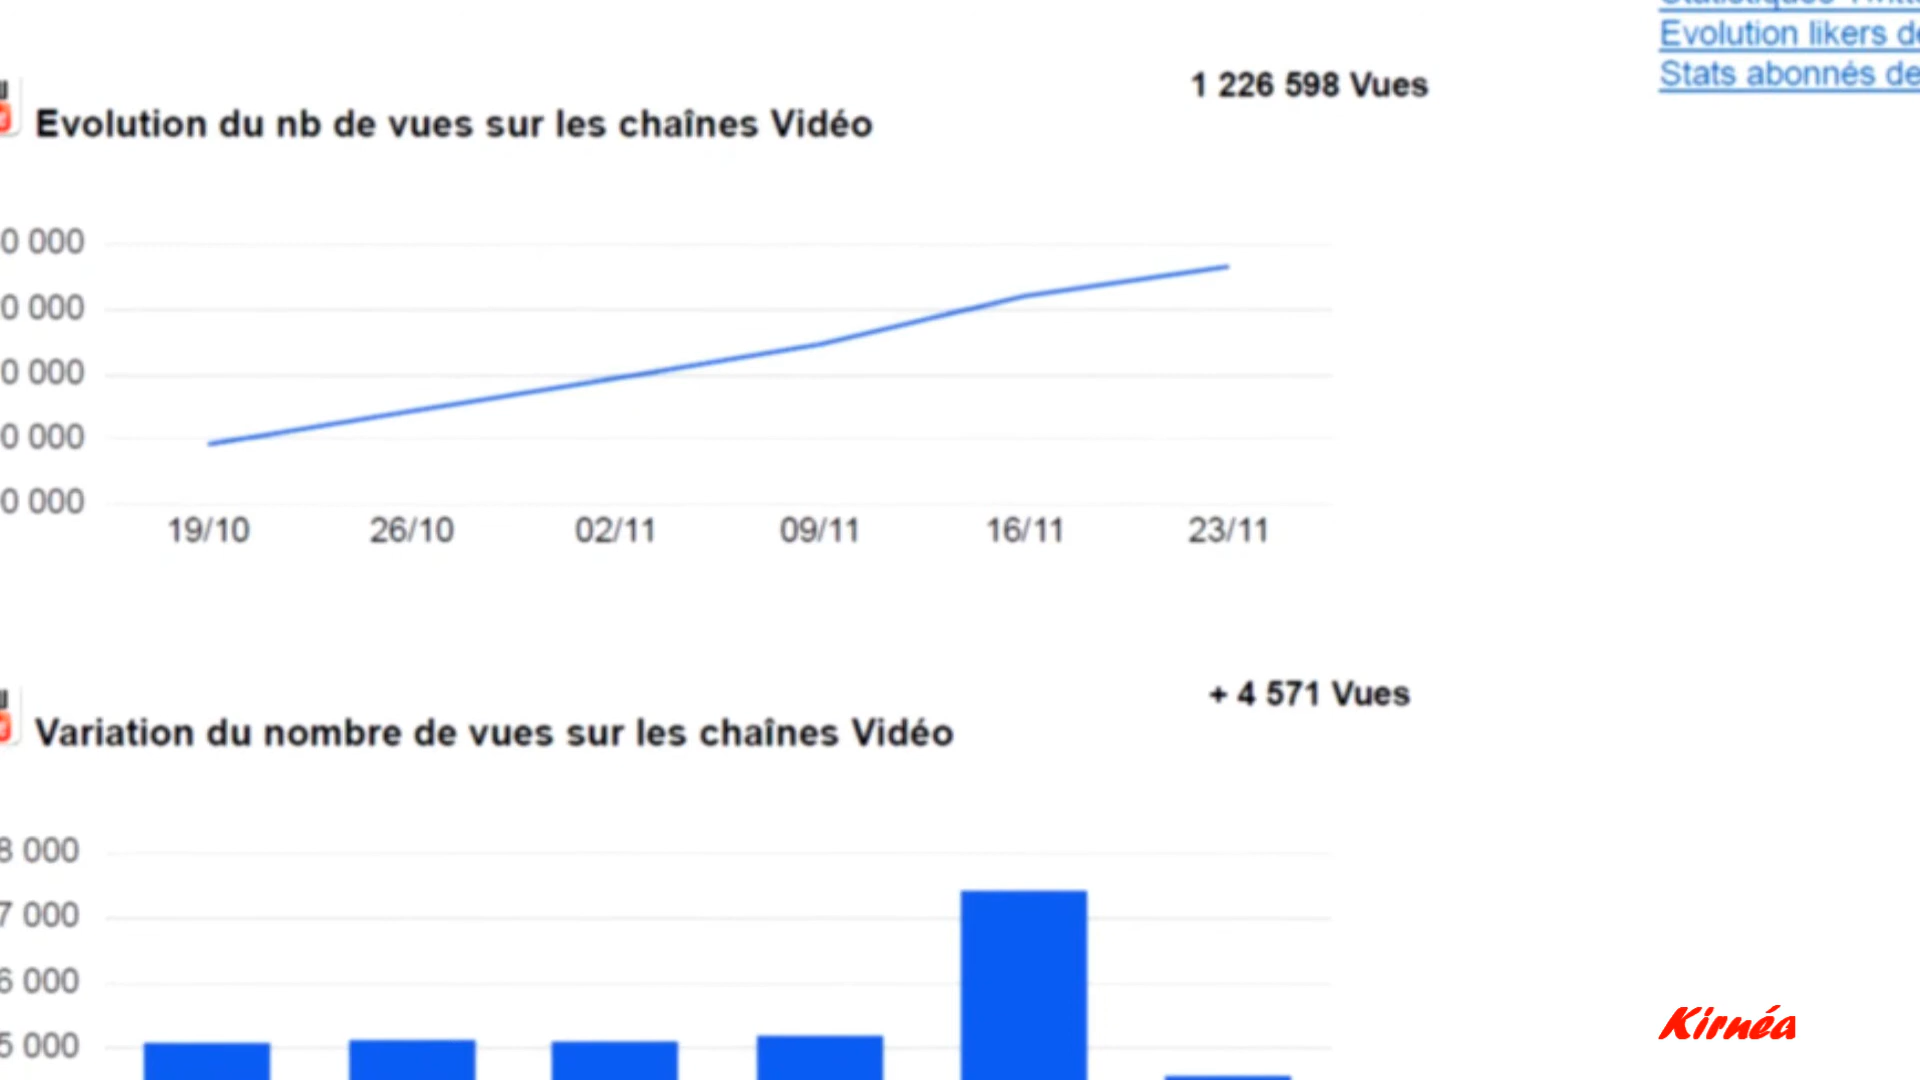 Evolution likers
Stats abonnés
1 226 598 Vues
Evolution du nb de vues sur les chaînes Vidéo
0 000
0 000
0 000
0 000
0 000
19/10 26/10 02/11 09/11 16/11 23/11
+ 4 571 Vues
Variation du nombre de vues sur les chaînes Vidéo
8 000
7 000
6 000
5 000
Kirnéa